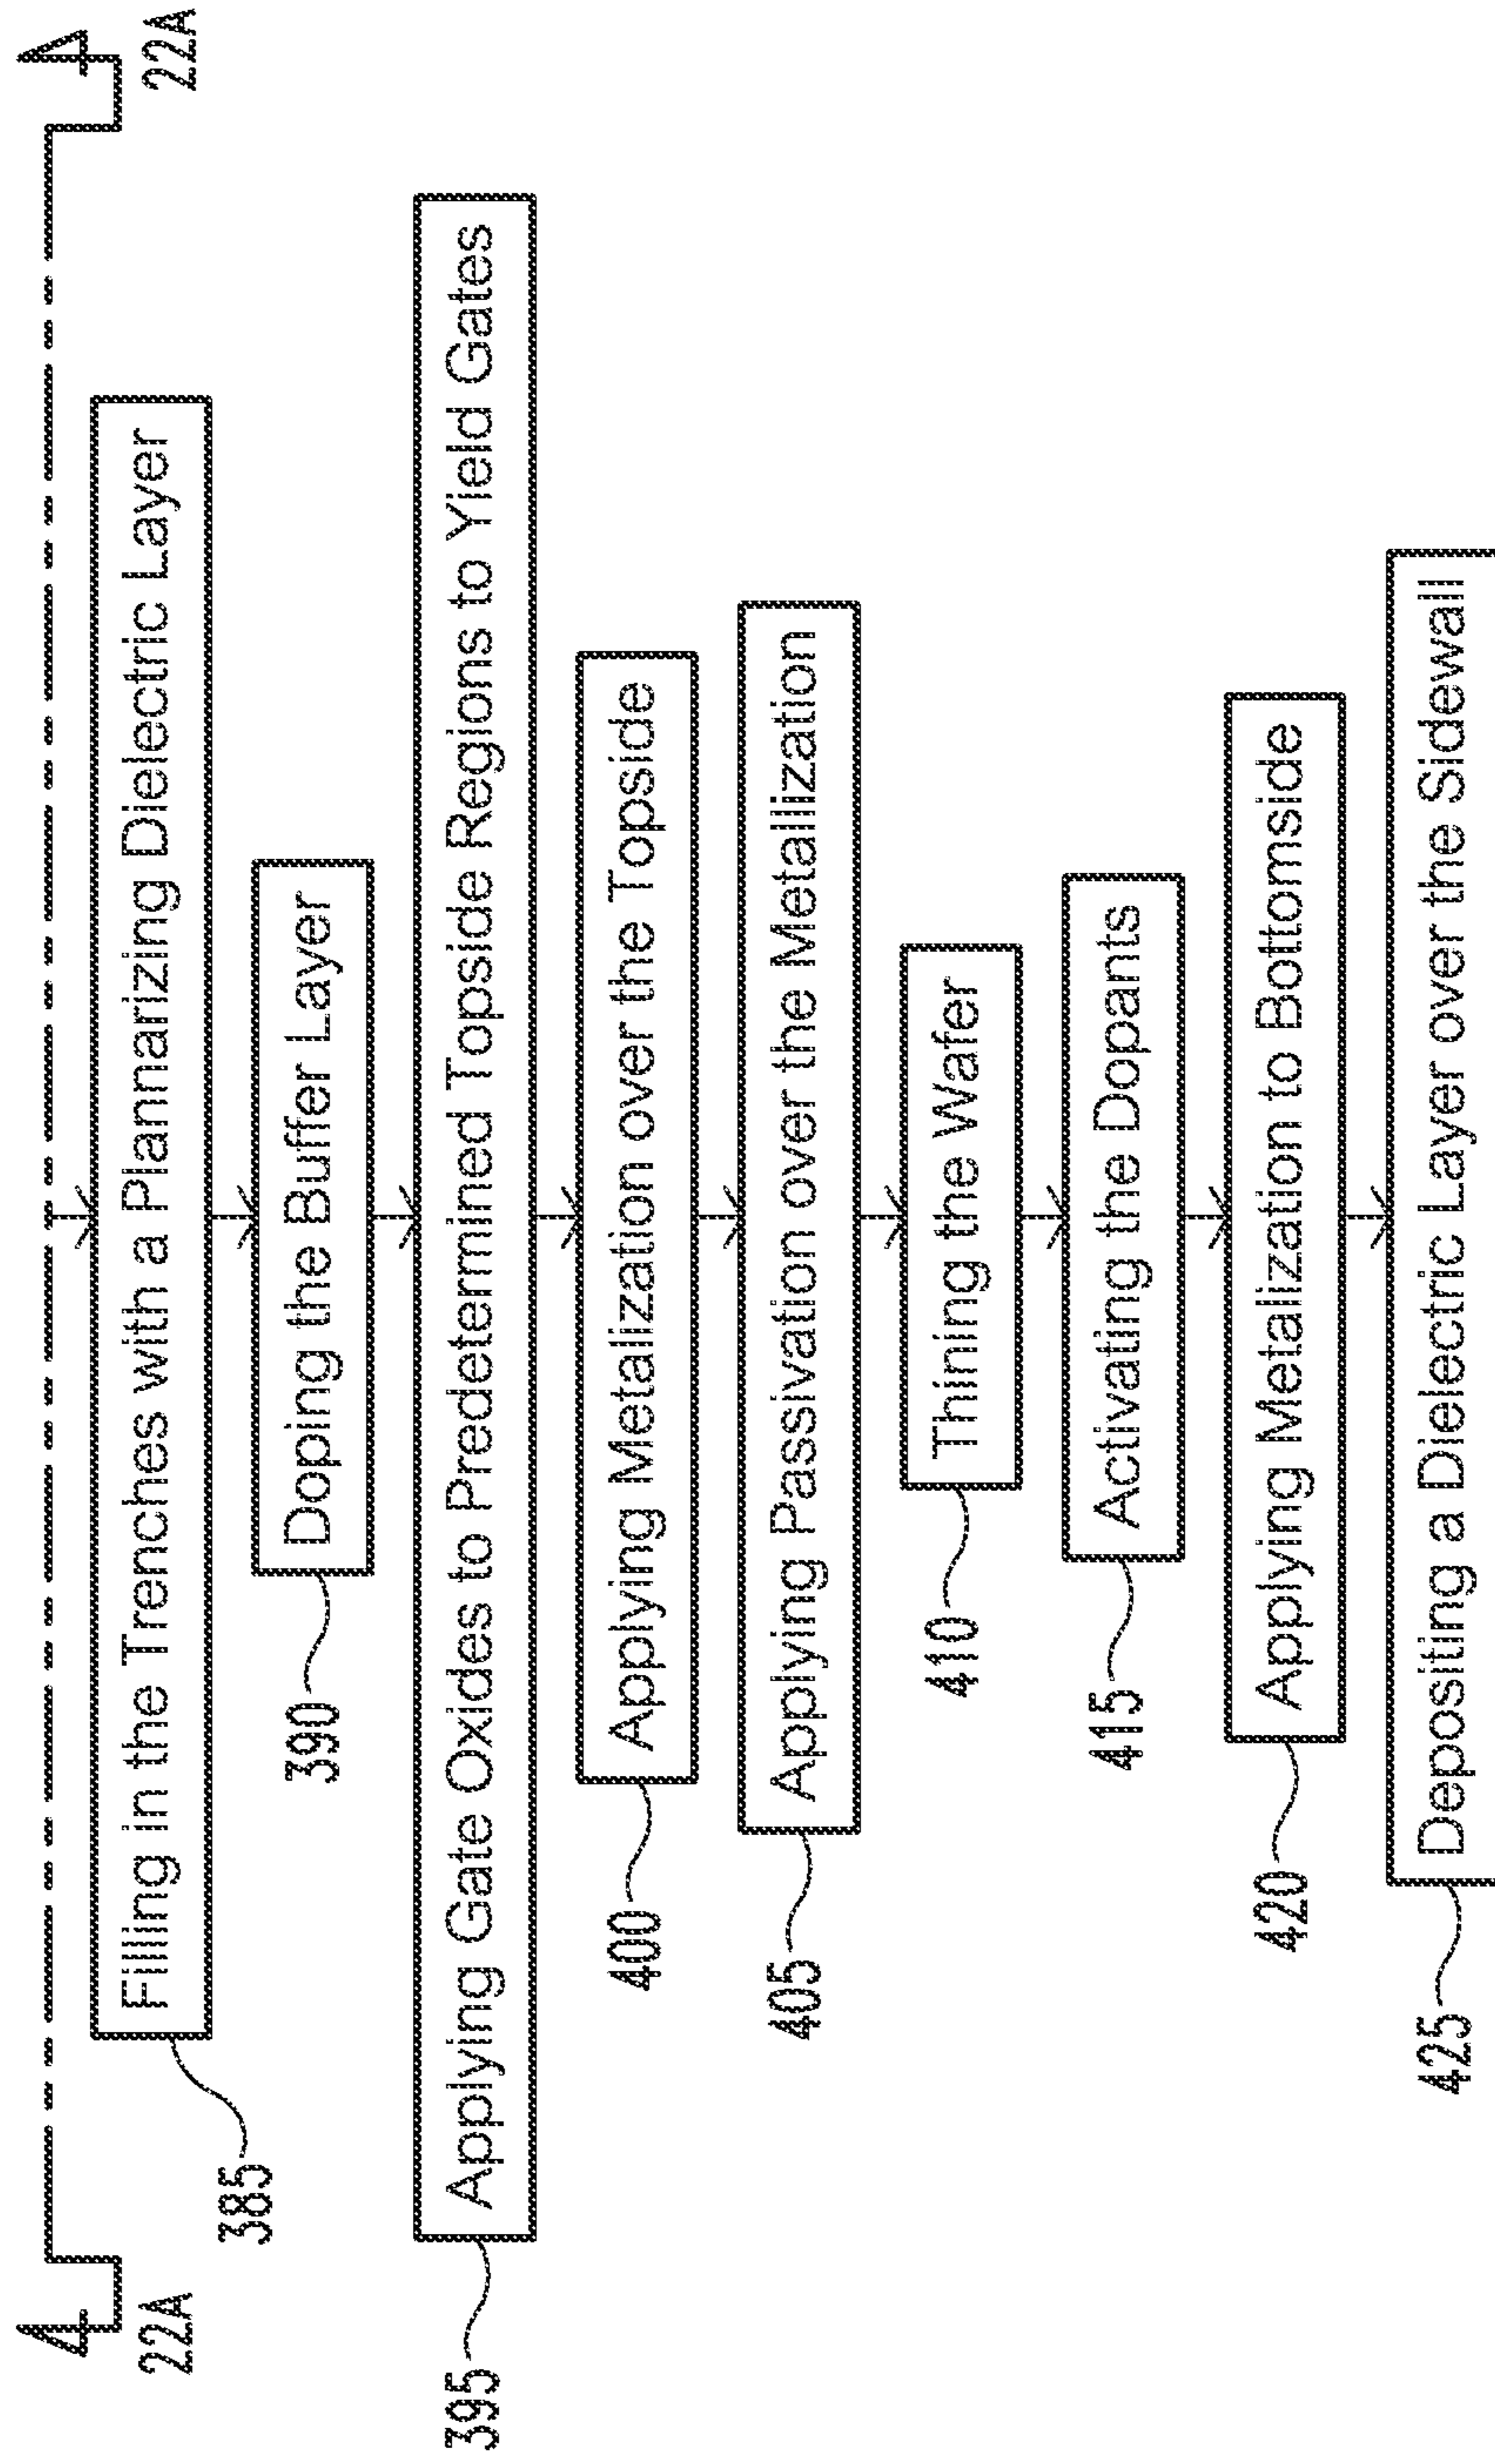 22A
22A
Filling in the Trenches with a Plannarizing Dielectric Layer
385
Doping the Buffer Layer
390
Applying Gate Oxides to Predetermined Topside Regions to Yield Gates
395
Applying Metallization over the Topside
400
Applying Passivation over the Metallization
405
Thining the Wafer
410
Activating the Dopants
415
Applying Metallization to Bottomside
420
Depositing a Dielectric Layer over the Sidewall
425